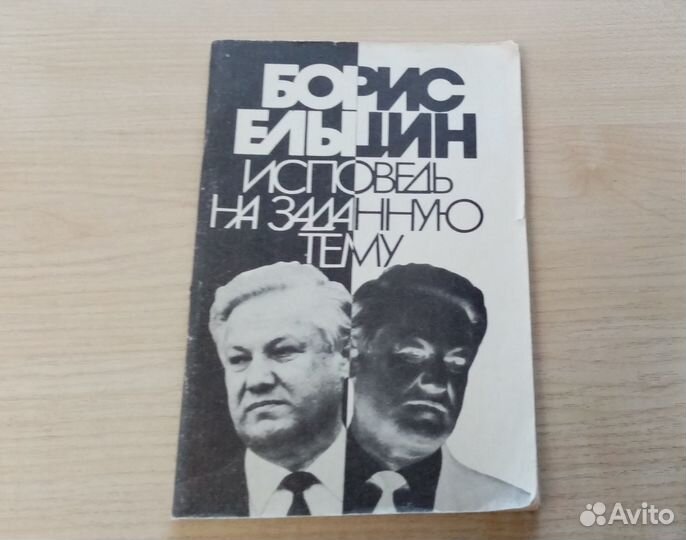 БОРИС
ЕЛЬЦИН
ИСПОВЕДЬ
НА ЗАДАННУЮ
ТЕМУ
Avito